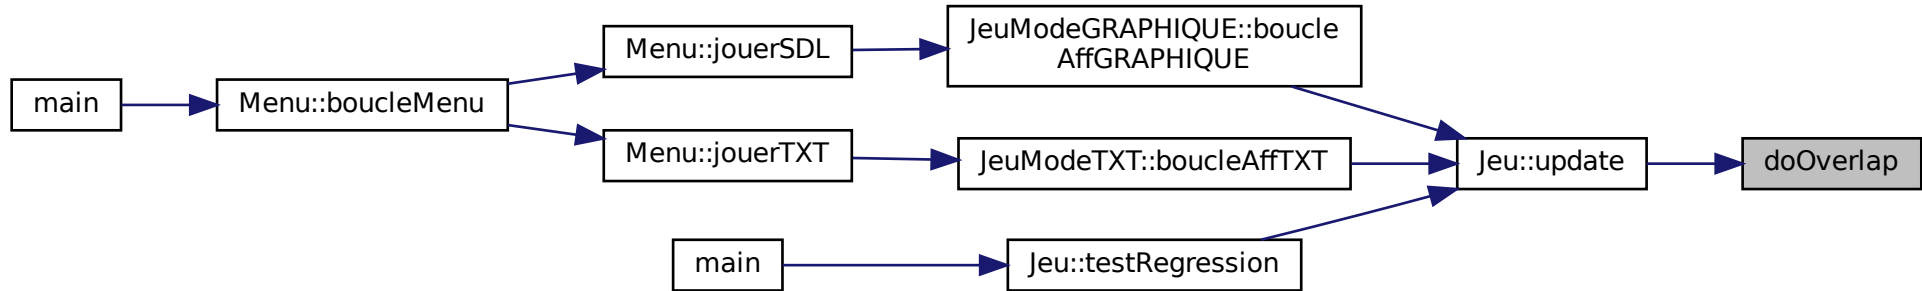 JeuModeGRAPHIQUE::boucle
AffGRAPHIQUE
Menu::jouerSDL
main
Menu::boucleMenu
Menu::jouerTXT
JeuModeTXT::boucleAffTXT
Jeu::update
doOverlap
main
Jeu::testRegression